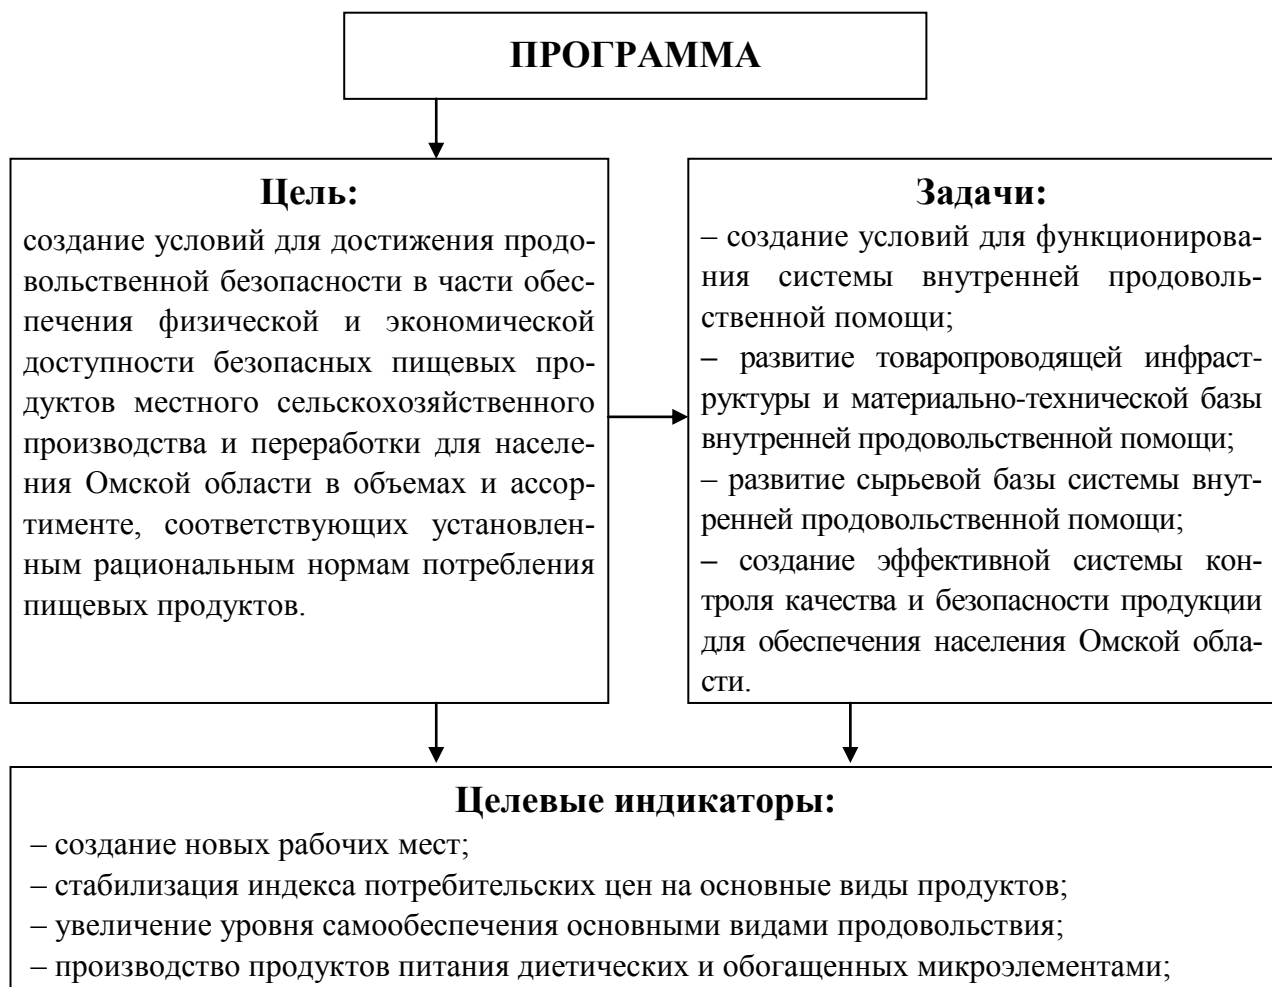 ПРОГРАММА
Цель:
создание условий для достижения продо-
вольственной безопасности в части обес-
печения физической и экономической
доступности безопасных пищевых про-
дуктов местного сельскохозяйственного
производства и переработки для населе-
ния Омской области в объемах и ассор-
тименте, соответствующих установлен-
ным рациональным нормам потребления
пищевых продуктов.
Задачи:
– создание условий для функционирова-
ния системы внутренней продоволь-
ственной помощи;
– развитие товаропроводящей инфраст-
руктуры и материально-технической базы
внутренней продовольственной помощи;
– развитие сырьевой базы системы внут-
ренней продовольственной помощи;
– создание эффективной системы кон-
троля качества и безопасности продукции
для обеспечения населения Омской обла-
сти.
Целевые индикаторы:
– создание новых рабочих мест;
– стабилизация индекса потребительских цен на основные виды продуктов;
– увеличение уровня самообеспечения основными видами продовольствия;
– производство продуктов питания диетических и обогащенных микроэлементами;